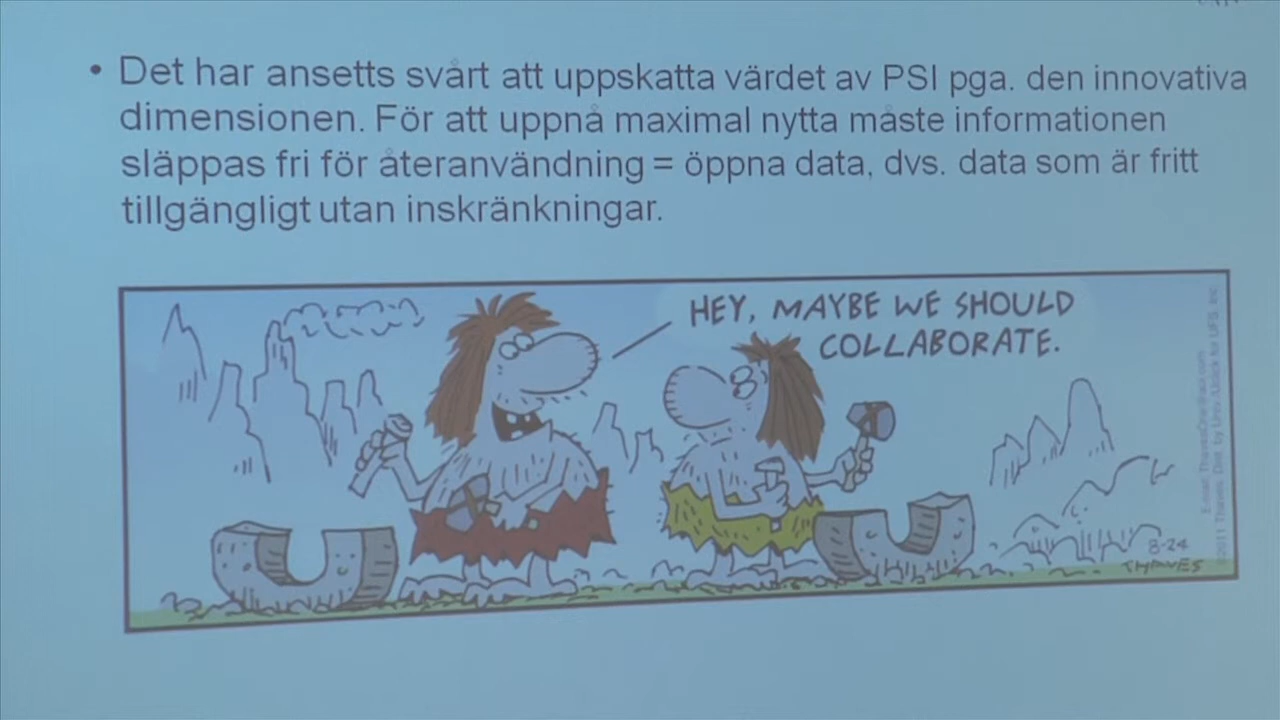 • Det har ansetts svårt att uppskatta värdet av PSI pga. den innovativa
dimensionen. För att uppnå maximal nytta måste informationen
släppas fri för återanvändning = öppna data, dvs. data som är fritt
tillgängligt utan inskränkningar.
HEY, MAYBE WE SHOULD
COLLABORATE.
8-24
THAVES